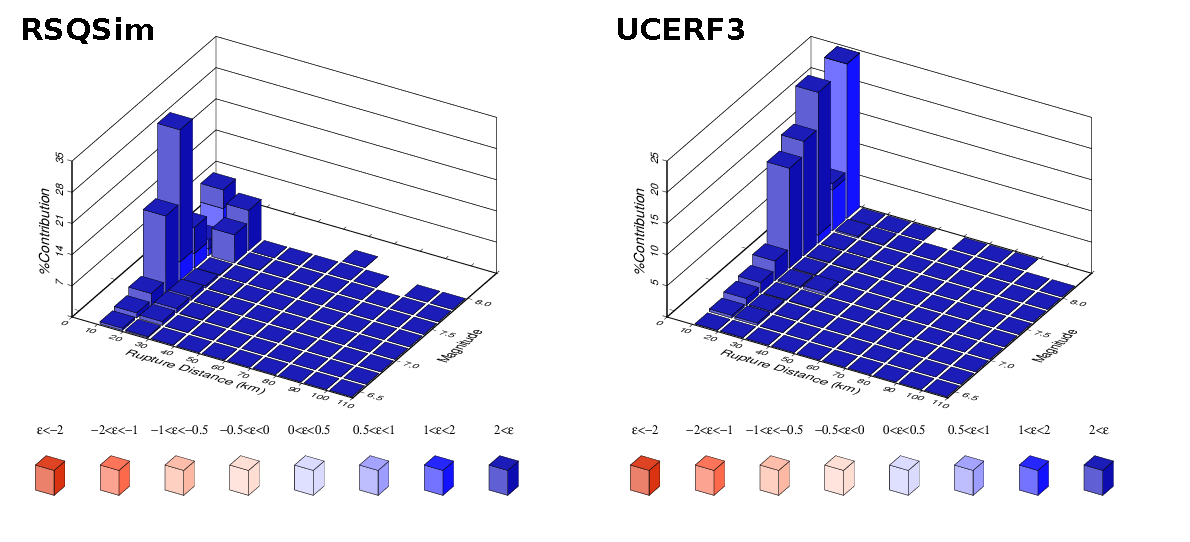 RSQSim
UCERF3
%Contribution
35
28
21
14
7
0
10
20
30
40
50
60
70
80
90
100
110
Rupture Distance (km)
6.5
7.0
7.5
8.0
Magnitude
ε<−2
−2<ε<−1
−1<ε<−0.5
−0.5<ε<0
0<ε<0.5
0.5<ε<1
1<ε<2
2<ε
%Contribution
25
20
15
10
5
0
10
20
30
40
50
60
70
80
90
100
110
Rupture Distance (km)
6.5
7.0
7.5
8.0
Magnitude
ε<−2
−2<ε<−1
−1<ε<−0.5
−0.5<ε<0
0<ε<0.5
0.5<ε<1
1<ε<2
2<ε